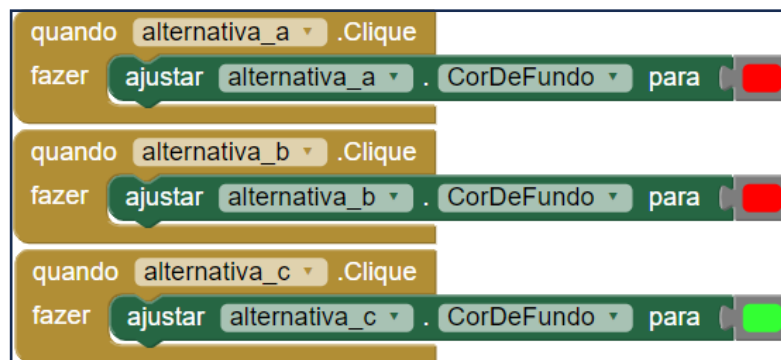 quando alternativa_a .Clique
fazer ajustar alternativa_a . CorDeFundo para
quando alternativa_b .Clique
fazer ajustar alternativa_b . CorDeFundo para
quando alternativa_c .Clique
fazer ajustar alternativa_c . CorDeFundo para